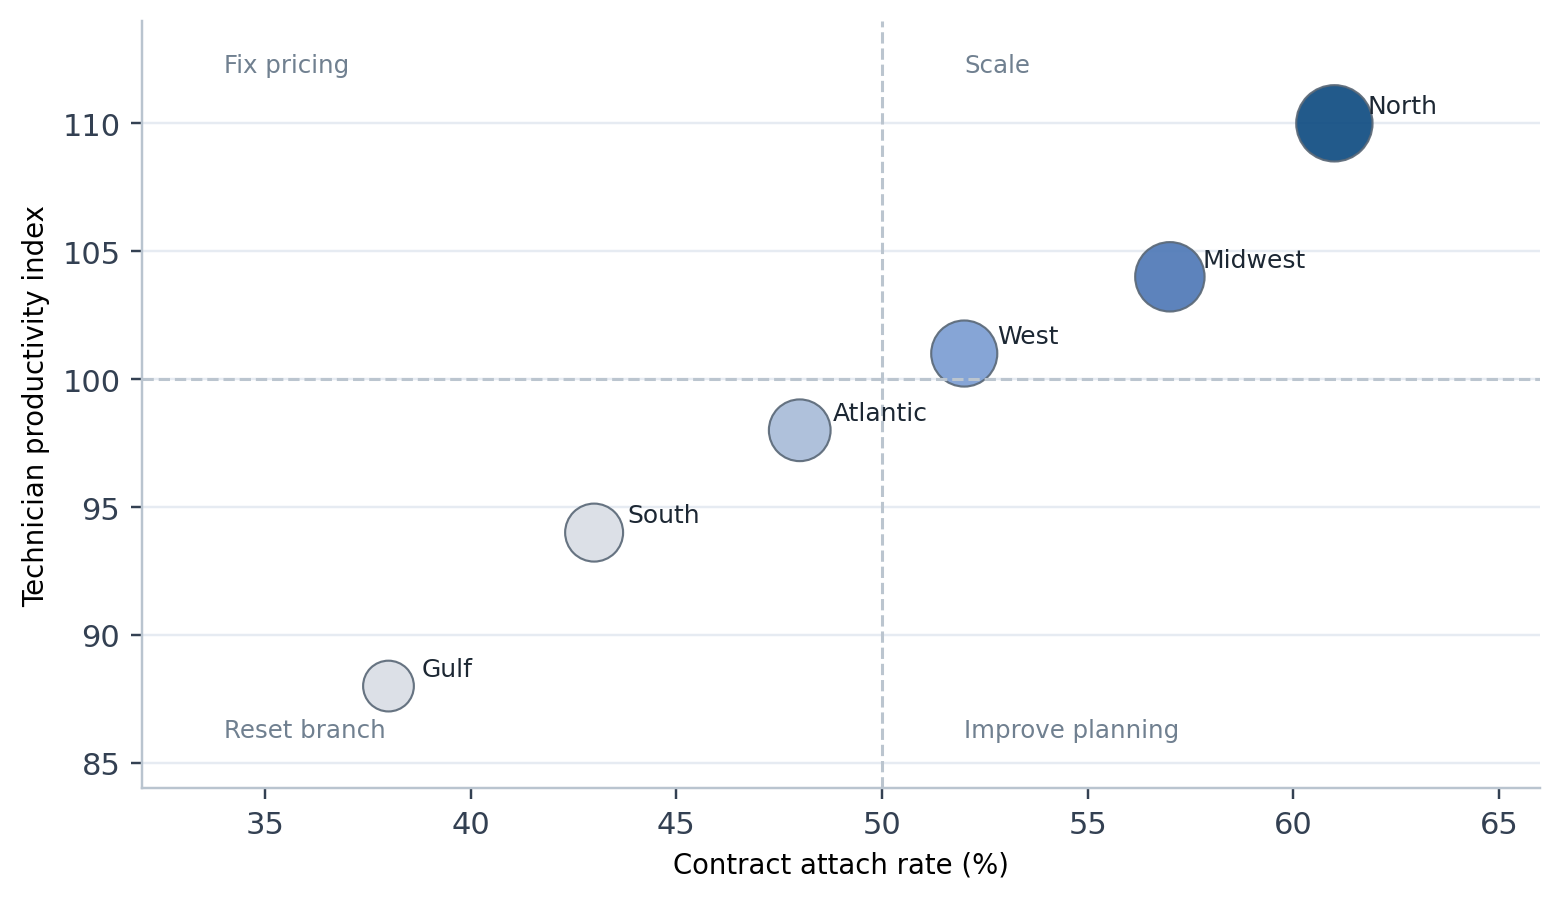 Fix pricing
Scale
North
110
Midwest
105
West
100
Atlantic
95
South
90
Gulf
Reset branch
Improve planning
85
Technician productivity index
35 40 45 50 55 60 65
Contract attach rate (%)